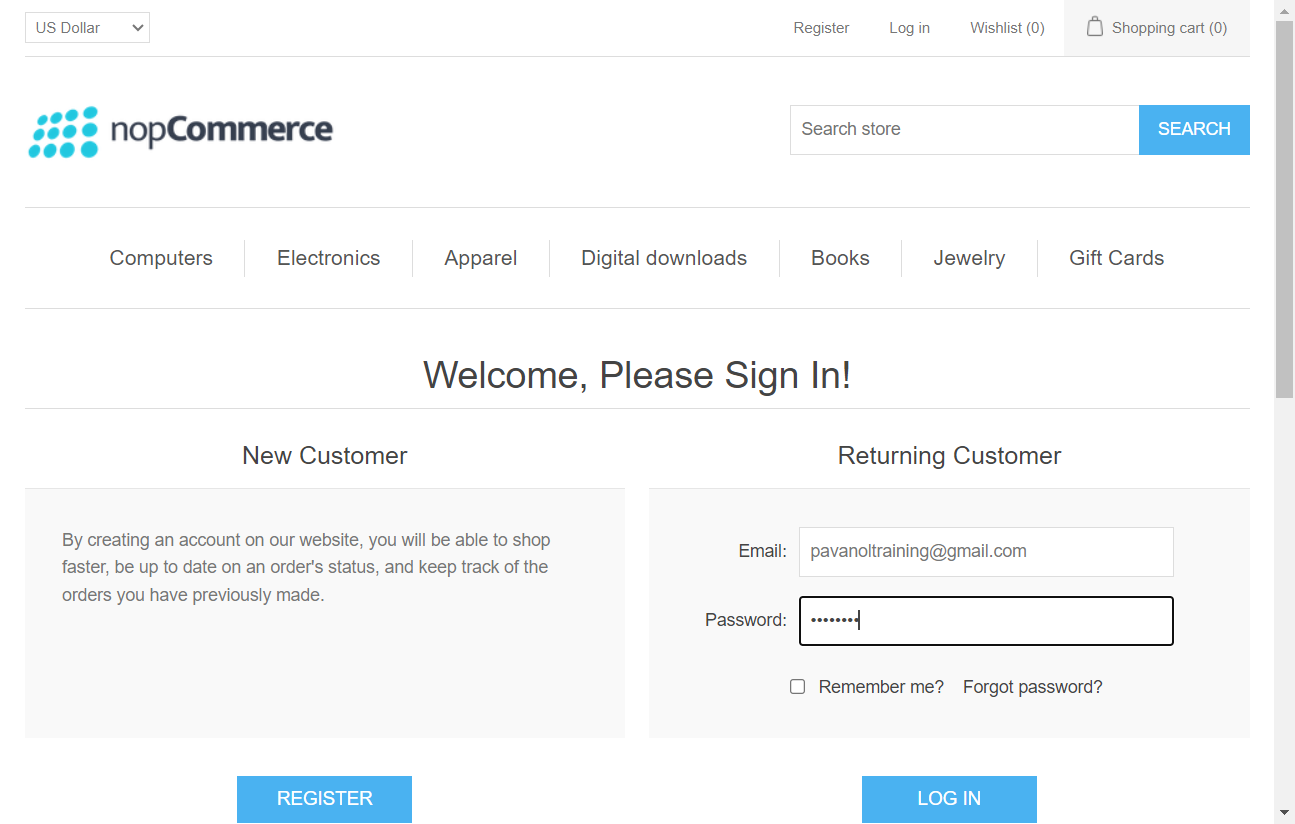 US Dollar
Register
Log in
Wishlist (0)
Shopping cart (0)
nopCommerce
Search store
SEARCH
Computers
Electronics
Apparel
Digital downloads
Books
Jewelry
Gift Cards
Welcome, Please Sign In!
New Customer
By creating an account on our website, you will be able to shop
faster, be up to date on an order's status, and keep track of the
orders you have previously made.
REGISTER
Returning Customer
Email: pavanoltraining@gmail.com
Password: ••••••••
Remember me? Forgot password?
LOG IN